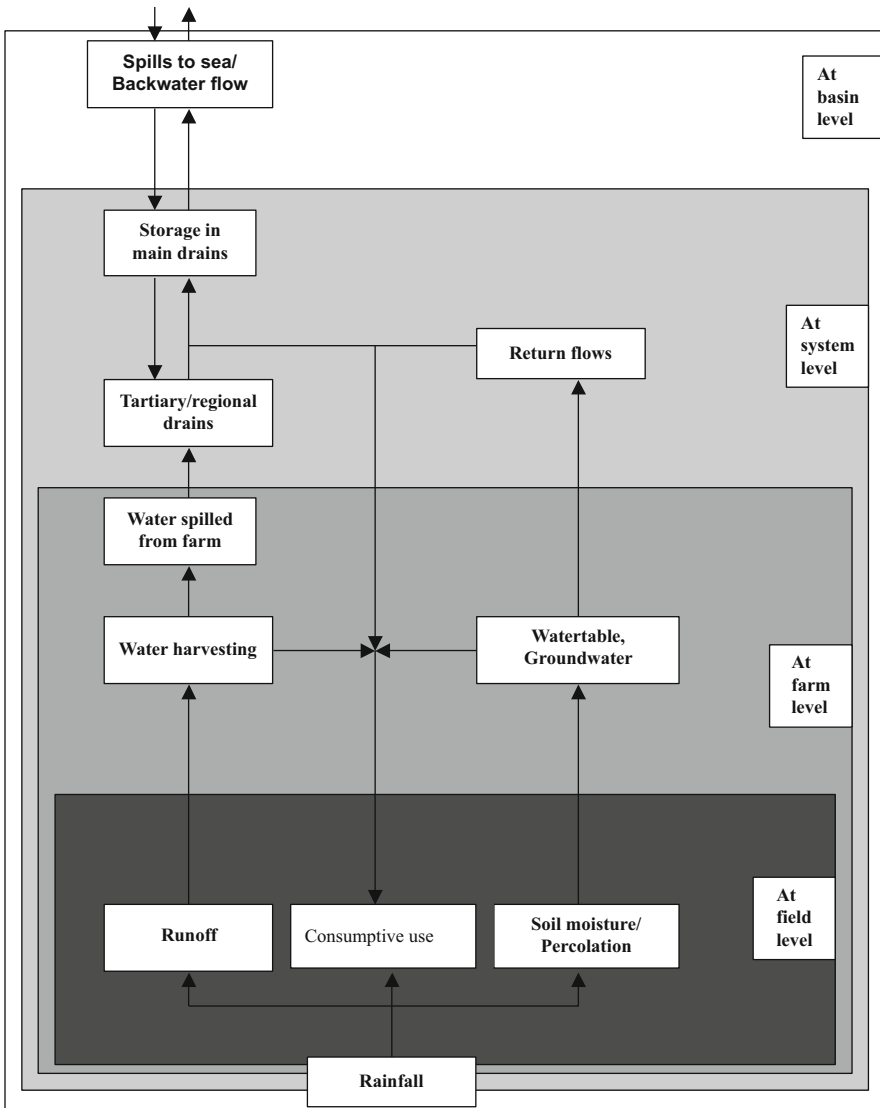 Spills to sea/
Backwater flow
At
basin
level
Storage in
main drains
At
system
level
Return flows
Tartiary/regional
drains
Water spilled
from farm
Water harvesting
Watertable,
Groundwater
At
farm
level
Runoff
Consumptive use
Soil moisture/
Percolation
At
field
level
Rainfall